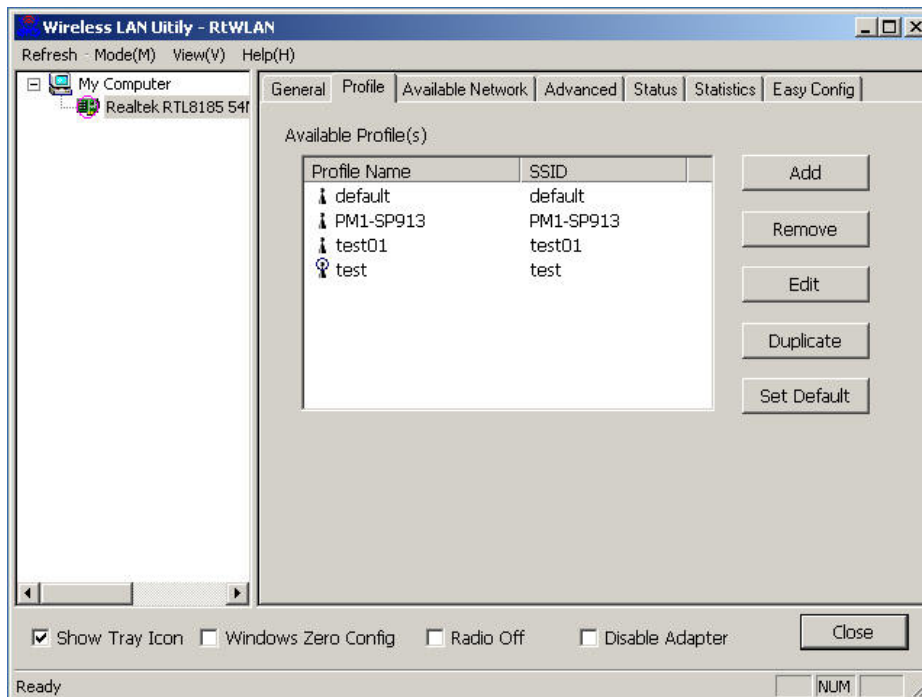 Wireless LAN Uitily - RtWLAN
Refresh - Mode(M) View(V) Help(H)
My Computer
Realtek RTL8185 54M
General Profile Available Network Advanced Status Statistics Easy Config
Available Profile(s)
Profile Name SSID
default default
PM1-SP913 PM1-SP913
test01 test01
test test
Add
Remove
Edit
Duplicate
Set Default
Show Tray Icon Windows Zero Config Radio Off Disable Adapter Close
Ready NUM